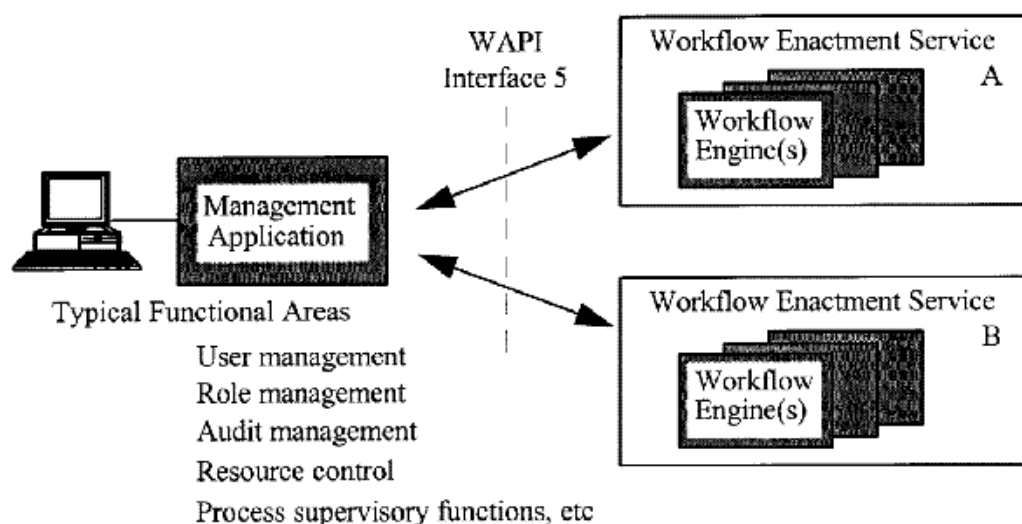 WAPI
Interface 5
Workflow Enactment Service
A
Workflow
Engine(s)
Management
Application
Workflow Enactment Service
B
Workflow
Engine(s)
Typical Functional Areas
User management
Role management
Audit management
Resource control
Process supervisory functions, etc